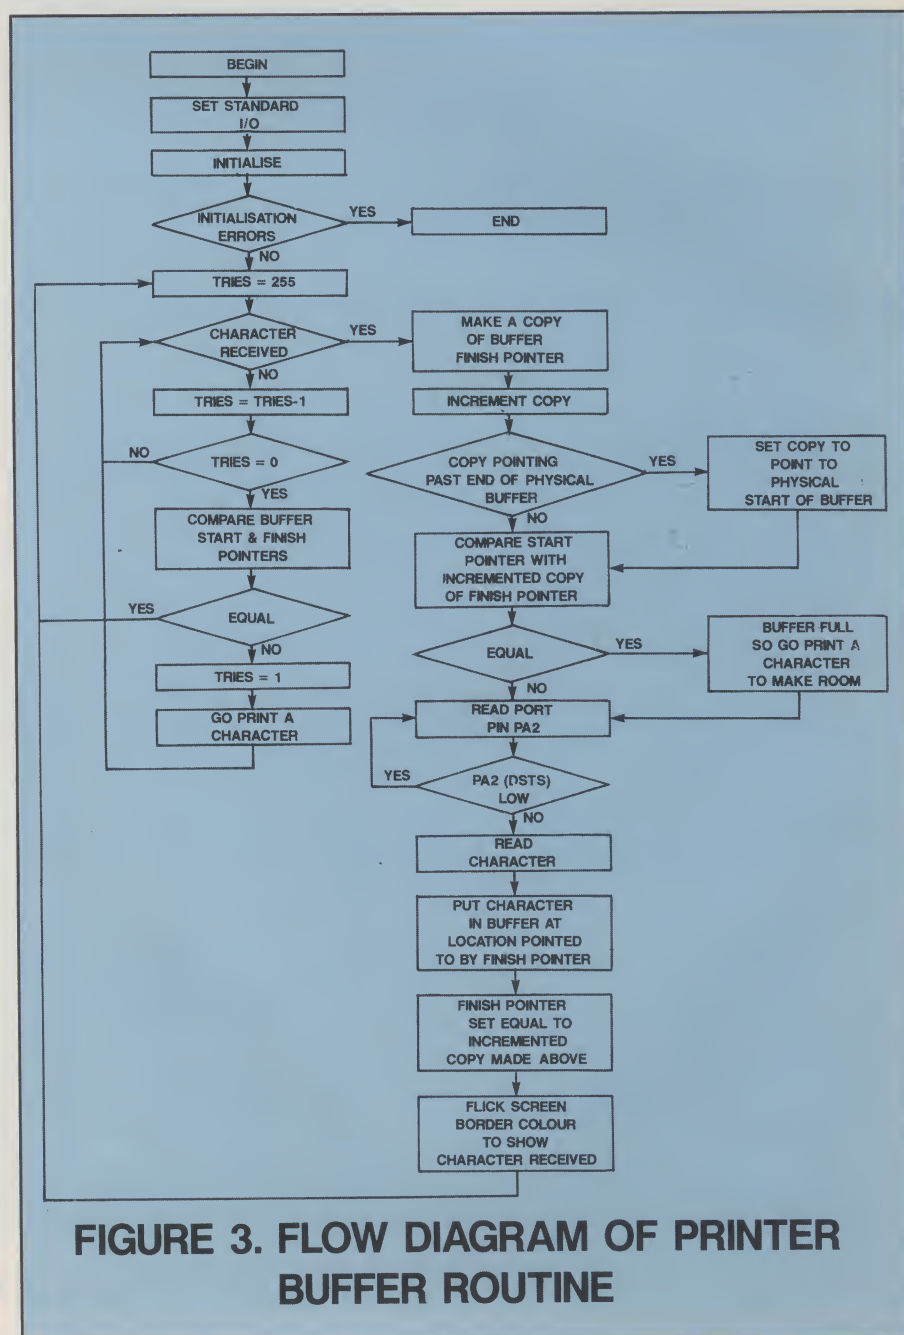 BEGIN
SET STANDARD
I/O
INITIALISE
INITIALISATION
ERRORS
YES
END
NO
TRIES = 255
CHARACTER
RECEIVED
YES
NO
TRIES = TRIES-1
NO
TRIES = 0
YES
COMPARE BUFFER
START & FINISH
POINTERS
YES
EQUAL
NO
TRIES = 1
GO PRINT A
CHARACTER
MAKE A COPY
OF BUFFER
FINISH POINTER
INCREMENT COPY
COPY POINTING
PAST END OF PHYSICAL
BUFFER
YES
SET COPY TO
POINT TO
PHYSICAL
START OF BUFFER
NO
COMPARE START
POINTER WITH
INCREMENTED COPY
OF FINISH POINTER
EQUAL
YES
BUFFER FULL
SO GO PRINT A
CHARACTER
TO MAKE ROOM
NO
READ PORT
PIN PA2
YES
PA2 (DSTS)
LOW
NO
READ
CHARACTER
PUT CHARACTER
IN BUFFER AT
LOCATION POINTED
TO BY FINISH POINTER
FINISH POINTER
SET EQUAL TO
INCREMENTED
COPY MADE ABOVE
FLICK SCREEN
BORDER COLOUR
TO SHOW
CHARACTER RECEIVED
FIGURE 3. FLOW DIAGRAM OF PRINTER
BUFFER ROUTINE